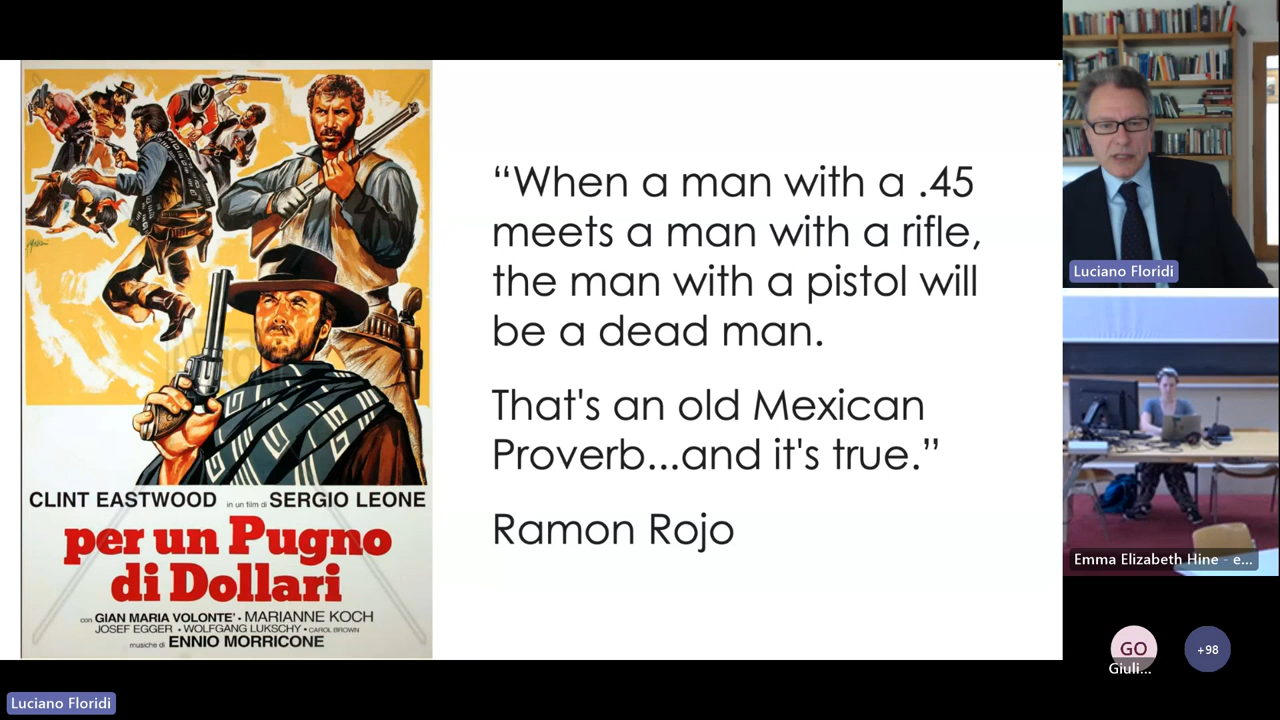 CLINT EASTWOOD in un film di SERGIO LEONE
per un Pugno
di Dollari
con GIAN MARIA VOLONTE' • MARIANNE KOCH
JOSEF EGGER • WOLFGANG LUKSCHY • CAROL BROWN
musiche di ENNIO MORRICONE
“When a man with a .45
meets a man with a rifle,
the man with a pistol will
be a dead man.
That's an old Mexican
Proverb...and it's true.”
Ramon Rojo
Luciano Floridi
Emma Elizabeth Hine - e...
GO
Giuli...
+98
Luciano Floridi